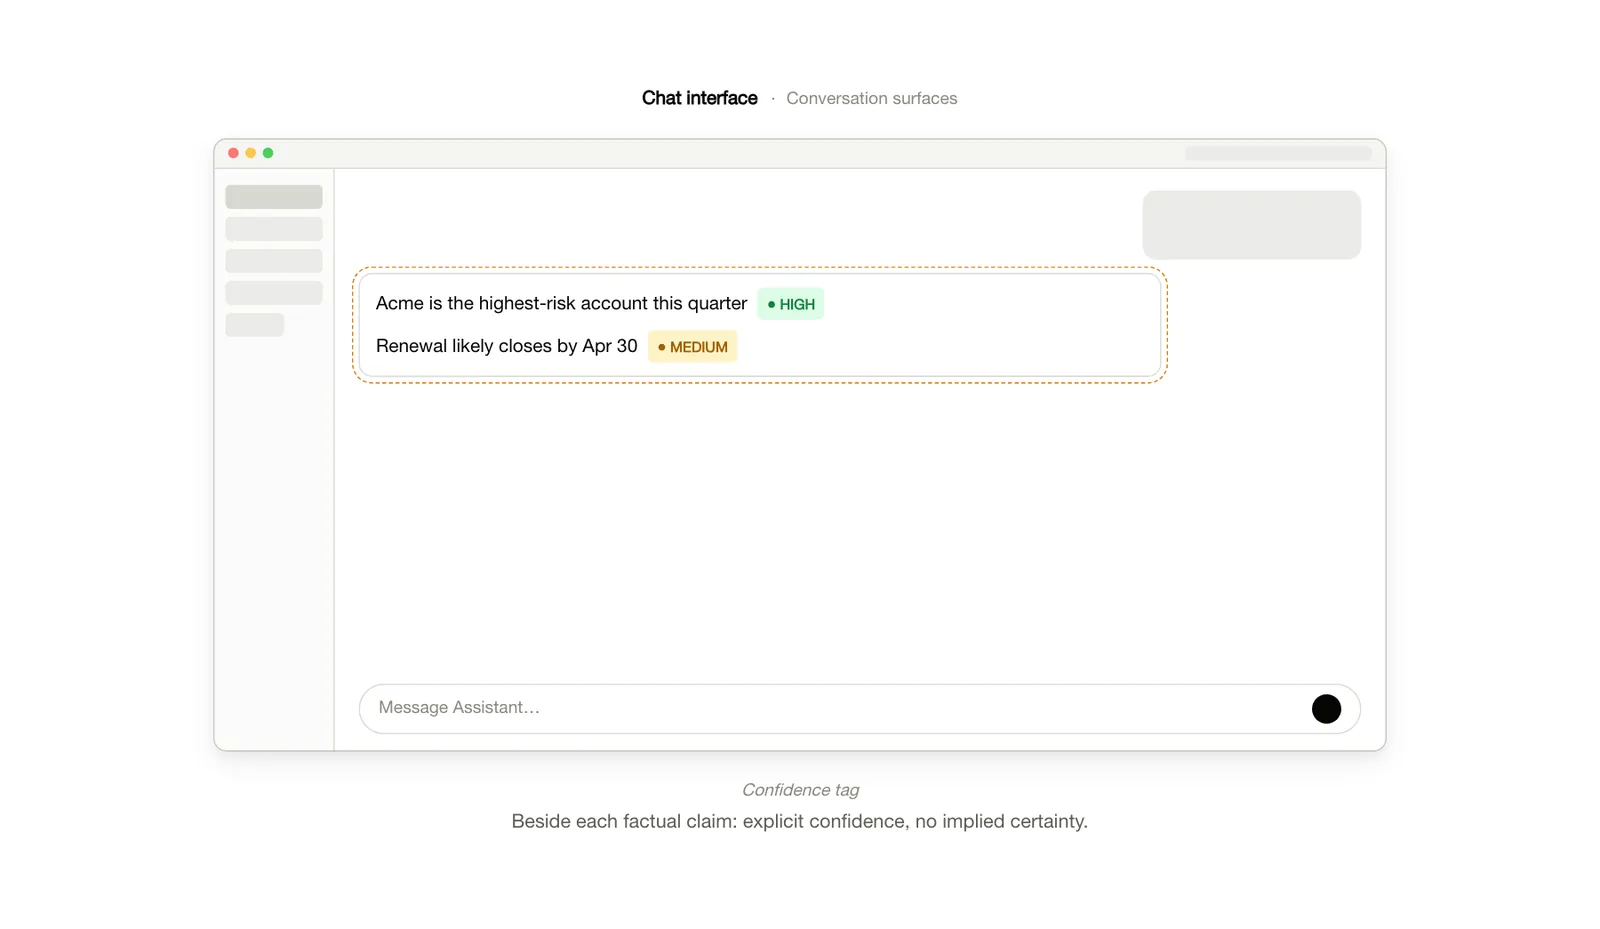 Chat interface · Conversation surfaces
Acme is the highest-risk account this quarter • HIGH
Renewal likely closes by Apr 30 • MEDIUM
Message Assistant...
Confidence tag
Beside each factual claim: explicit confidence, no implied certainty.